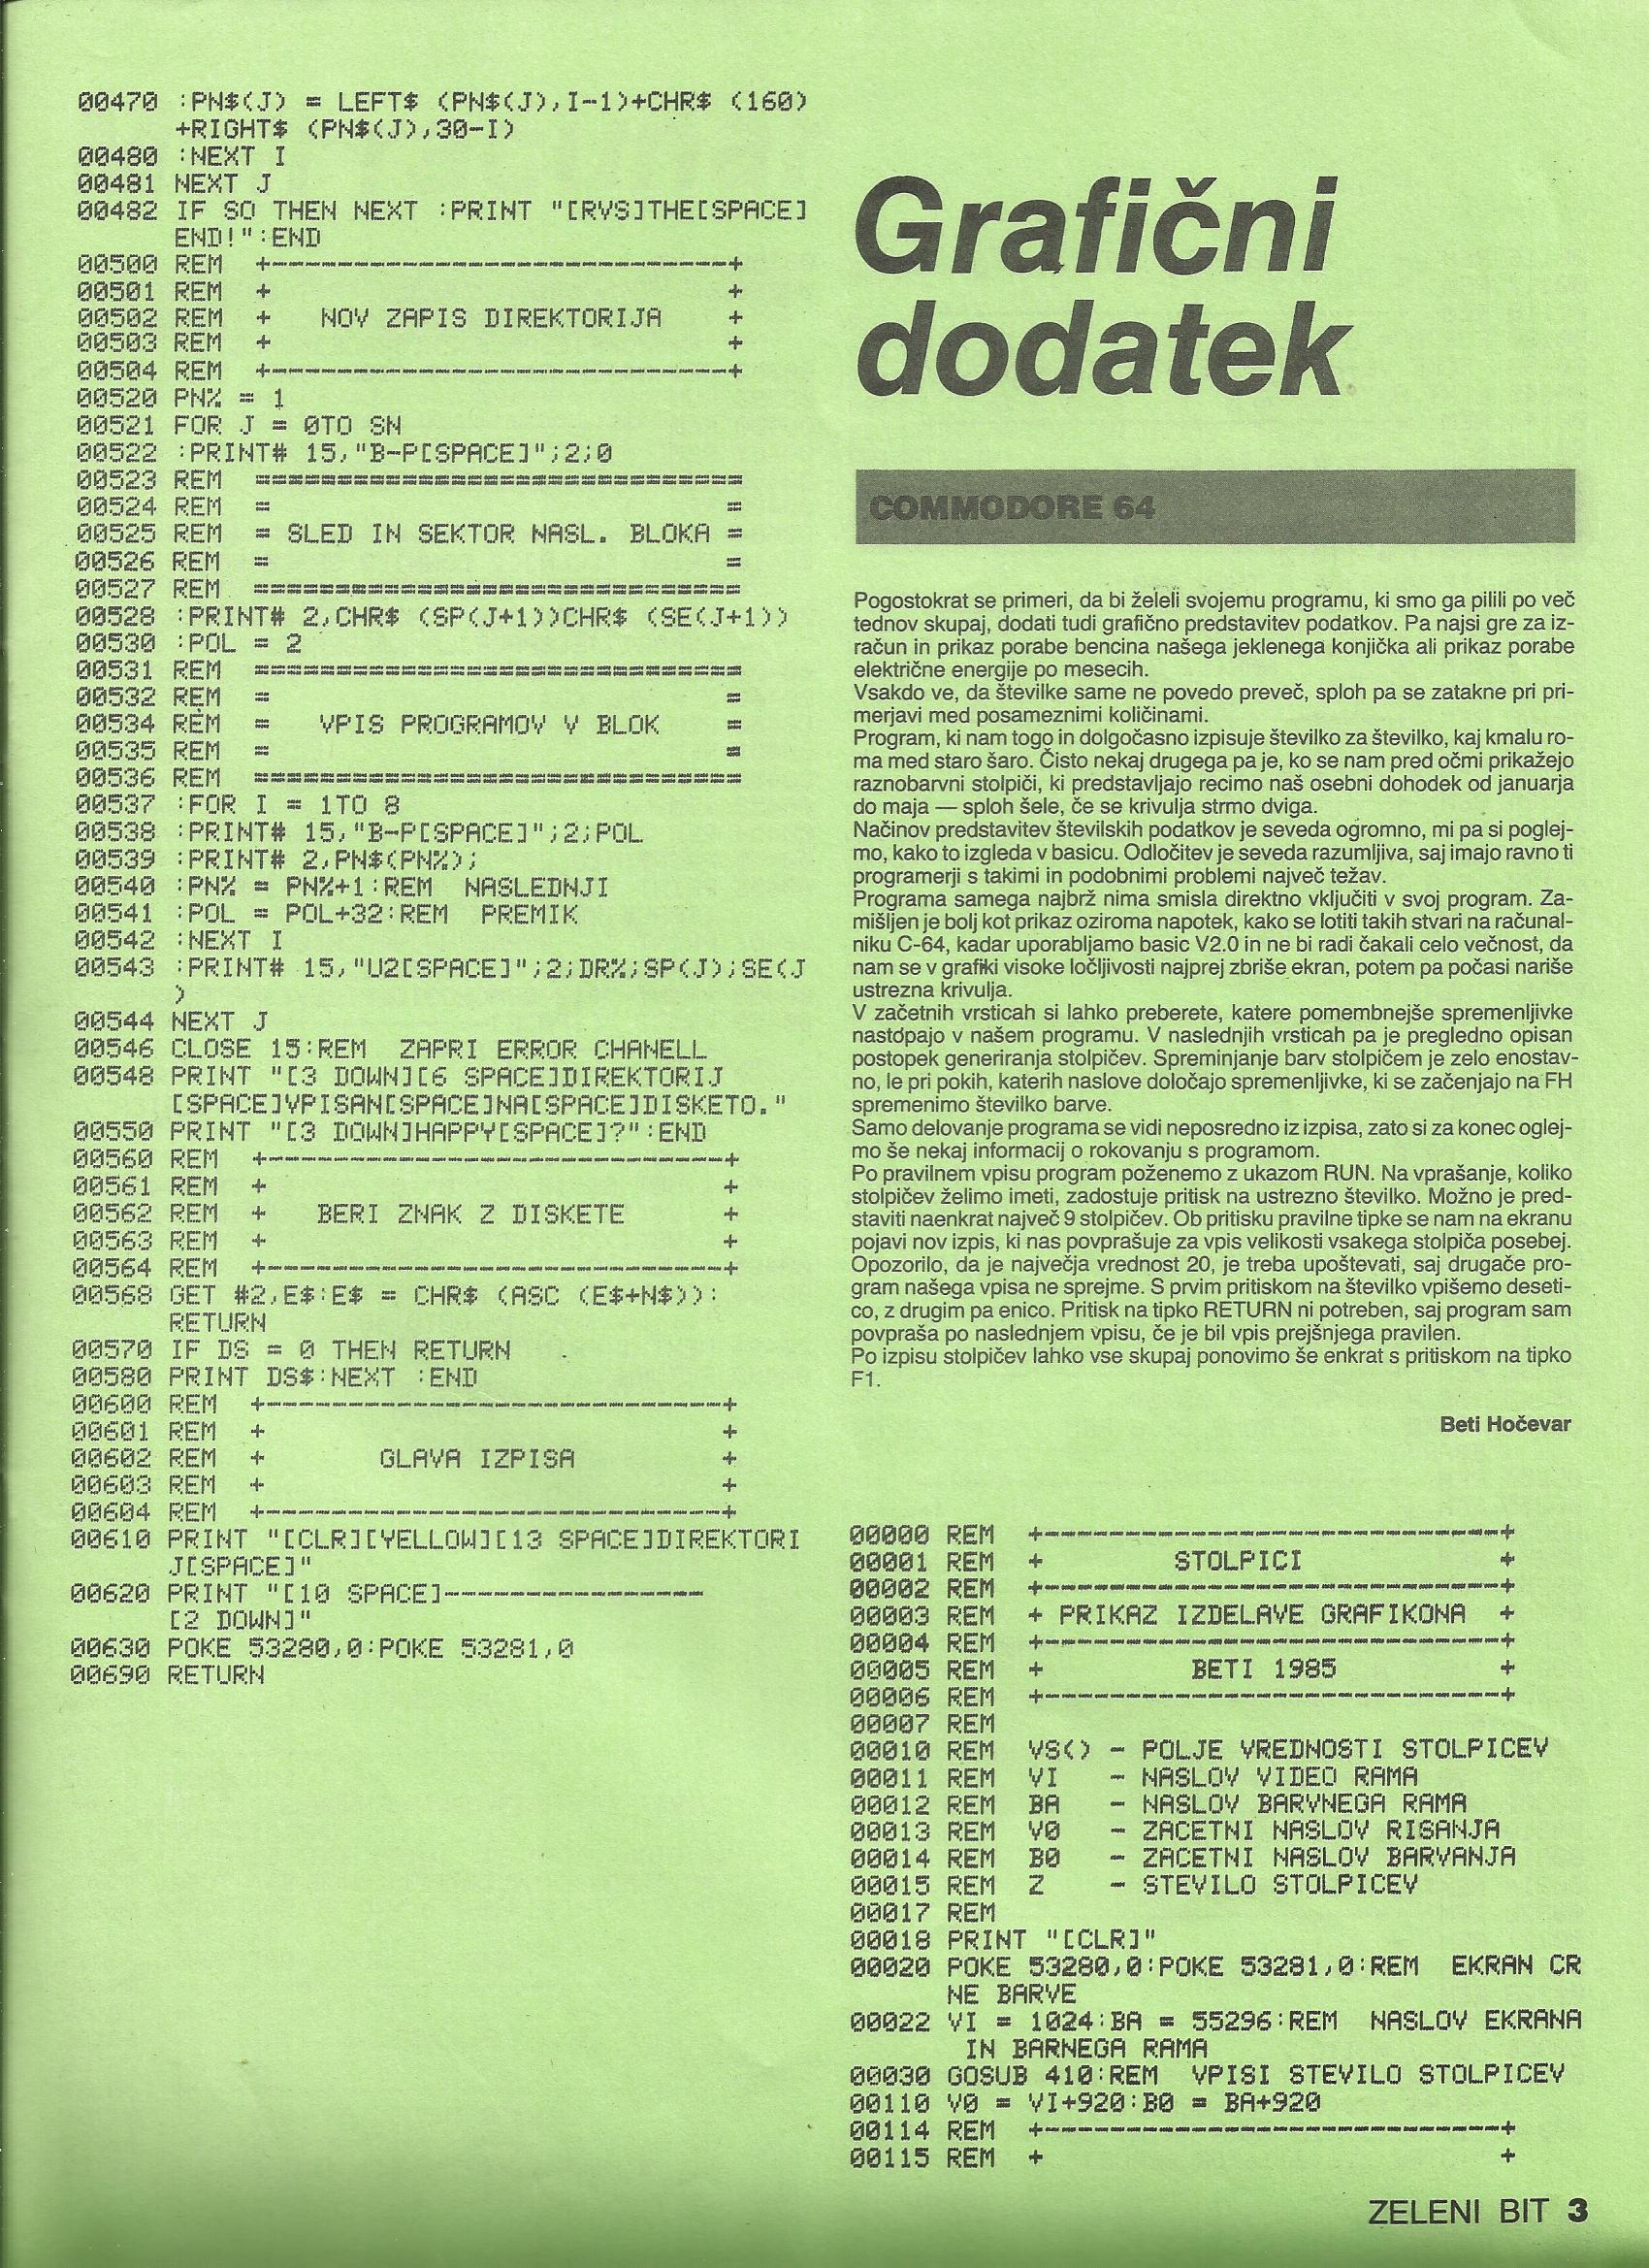 00470 :PN$(J) = LEFT$ (PN$(J),I-1)+CHR$ (160)
+RIGHT$ (PN$(J),30-I)
00480 :NEXT I
00481 NEXT J
00482 IF SO THEN NEXT :PRINT "[RVS]THE[SPACE]
END!":END
00500 REM  +----------------------------+
00501 REM  +                            +
00502 REM  +   NOV ZAPIS DIREKTORIJA    +
00503 REM  +                            +
00504 REM  +----------------------------+
00520 PN% = 1
00521 FOR J = 0TO SN
00522 :PRINT# 15,"B-P[SPACE]";2;0
00523 REM  ==============================
00524 REM  =                            =
00525 REM  = SLED IN SEKTOR NASL. BLOKA =
00526 REM  =                            =
00527 REM  ==============================
00528 :PRINT# 2,CHR$ (SP(J+1))CHR$ (SE(J+1))
00530 :POL = 2
00531 REM  ==============================
00532 REM  =                            =
00534 REM  =   VPIS PROGRAMOV V BLOK    =
00535 REM  =                            =
00536 REM  ==============================
00537 :FOR I = 1TO 8
00538 :PRINT# 15,"B-P[SPACE]";2;POL
00539 :PRINT# 2,PN$(PN%);
00540 :PN% = PN%+1:REM  NASLEDNJI
00541 :POL = POL+32:REM  PREMIK
00542 :NEXT I
00543 :PRINT# 15,"U2[SPACE]";2;DR%;SP(J);SE(J
)
00544 NEXT J
00546 CLOSE 15:REM  ZAPRI ERROR CHANELL
00548 PRINT "[3 DOWN][6 SPACE]DIREKTORIJ
[SPACE]VPISAN[SPACE]NA[SPACE]DISKETO."
00550 PRINT "[3 DOWN]HAPPY[SPACE]?":END
00560 REM  +----------------------------+
00561 REM  +                            +
00562 REM  +   BERI ZNAK Z DISKETE      +
00563 REM  +                            +
00564 REM  +----------------------------+
00568 GET #2,E$:E$ = CHR$ (ASC (E$+N$)):
RETURN
00570 IF DS = 0 THEN RETURN
00580 PRINT DS$:NEXT :END
00600 REM  +----------------------------+
00601 REM  +                            +
00602 REM  +       GLAVA IZPISA         +
00603 REM  +                            +
00604 REM  +----------------------------+
00610 PRINT "[CLR][YELLOW][13 SPACE]DIREKTORI
J[SPACE]"
00620 PRINT "[10 SPACE]----------------
[2 DOWN]"
00630 POKE 53280,0:POKE 53281,0
00690 RETURN
Grafični
dodatek
COMMODORE 64
Pogostokrat se primeri, da bi želeli svojemu programu, ki smo ga pilili po več
tednov skupaj, dodati tudi grafično predstavitev podatkov. Pa najsi gre za iz-
račun in prikaz porabe bencina našega jeklenega konjička ali prikaz porabe
električne energije po mesecih.
Vsakdo ve, da številke same ne povedo preveč, sploh pa se zatakne pri pri-
merjavi med posameznimi količinami.
Program, ki nam togo in dolgočasno izpisuje številko za številko, kaj kmalu ro-
ma med staro šaro. Čisto nekaj drugega pa je, ko se nam pred očmi prikažejo
raznobarvni stolpiči, ki predstavljajo recimo naš osebni dohodek od januarja
do maja — sploh šele, če se krivulja strmo dviga.
Načinov predstavitev številskih podatkov je seveda ogromno, mi pa si poglej-
mo, kako to izgleda v basicu. Odločitev je seveda razumljiva, saj imajo ravno ti
programerji s takimi in podobnimi problemi največ težav.
Programa samega najbrž nima smisla direktno vključiti v svoj program. Za-
mišljen je bolj kot prikaz oziroma napotek, kako se lotiti takih stvari na računal-
niku C-64, kadar uporabljamo basic V2.0 in ne bi radi čakali celo večnost, da
nam se v grafiki visoke ločljivosti najprej zbriše ekran, potem pa počasi nariše
ustrezna krivulja.
V začetnih vrsticah si lahko preberete, katere pomembnejše spremenljivke
nastopajo v našem programu. V naslednjih vrsticah pa je pregledno opisan
postopek generiranja stolpičev. Spreminjanje barv stolpičem je zelo enostav-
no, le pri pokih, katerih naslove določajo spremenljivke, ki se začenjajo na FH
spremenimo številko barve.
Samo delovanje programa se vidi neposredno iz izpisa, zato si za konec oglej-
mo še nekaj informacij o rokovanju s programom.
Po pravilnem vpisu program poženemo z ukazom RUN. Na vprašanje, koliko
stolpičev želimo imeti, zadostuje pritisk na ustrezno številko. Možno je pred-
staviti naenkrat največ 9 stolpičev. Ob pritisku pravilne tipke se nam na ekranu
pojavi nov izpis, ki nas povprašuje za vpis velikosti vsakega stolpiča posebej.
Opozorilo, da je največja vrednost 20, je treba upoštevati, saj drugače pro-
gram našega vpisa ne sprejme. S prvim pritiskom na številko vpišemo deseti-
co, z drugim pa enico. Pritisk na tipko RETURN ni potreben, saj program sam
povpraša po naslednjem vpisu, če je bil vpis prejšnjega pravilen.
Po izpisu stolpičev lahko vse skupaj ponovimo še enkrat s pritiskom na tipko
F1.
Beti Hočevar
00000 REM  +----------------------------+
00001 REM  +        STOLPICI            +
00002 REM  +----------------------------+
00003 REM  + PRIKAZ IZDELAVE GRAFIKONA  +
00004 REM  +----------------------------+
00005 REM  +         BETI 1985          +
00006 REM  +----------------------------+
00007 REM
00010 REM  VS() - POLJE VREDNOSTI STOLPICEV
00011 REM  VI   - NASLOV VIDEO RAMA
00012 REM  BA   - NASLOV BARVNEGA RAMA
00013 REM  V0   - ZACETNI NASLOV RISANJA
00014 REM  B0   - ZACETNI NASLOV BARVANJA
00015 REM  Z    - STEVILO STOLPICEV
00017 REM
00018 PRINT "[CLR]"
00020 POKE 53280,0:POKE 53281,0:REM  EKRAN CR
NE BARVE
00022 VI = 1024:BA = 55296:REM  NASLOV EKRANA
IN BARNEGA RAMA
00030 GOSUB 410:REM  VPISI STEVILO STOLPICEV
00110 V0 = VI+920:B0 = BA+920
00114 REM  +----------------------------+
00115 REM  +                            +
ZELENI BIT 3